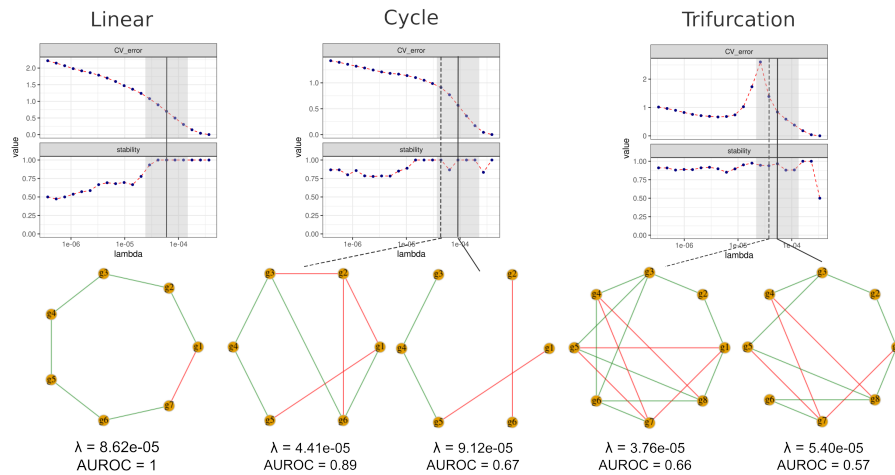 Linear
Cycle
Trifurcation
CV_error
2.0
1.5
1.0
0.5
0.0
stability
1.00
0.75
0.50
0.25
0.00
value
1e-06
1e-05
1e-04
lambda
CV_error
1.0
0.5
0.0
stability
1.00
0.75
0.50
0.25
0.00
value
1e-06
1e-05
1e-04
lambda
CV_error
2
1
0
stability
1.00
0.75
0.50
0.25
0.00
value
1e-06
1e-05
1e-04
lambda
g3
g2
g4
g1
g5
g7
g6
g3
g2
g4
g1
g5
g6
g3
g2
g4
g1
g5
g6
g3
g4
g2
g5
g1
g6
g8
g7
g3
g4
g2
g5
g6
g8
g7
λ = 8.62e-05
AUROC = 1
λ = 4.41e-05
AUROC = 0.89
λ = 9.12e-05
AUROC = 0.67
λ = 3.76e-05
AUROC = 0.66
λ = 5.40e-05
AUROC = 0.57